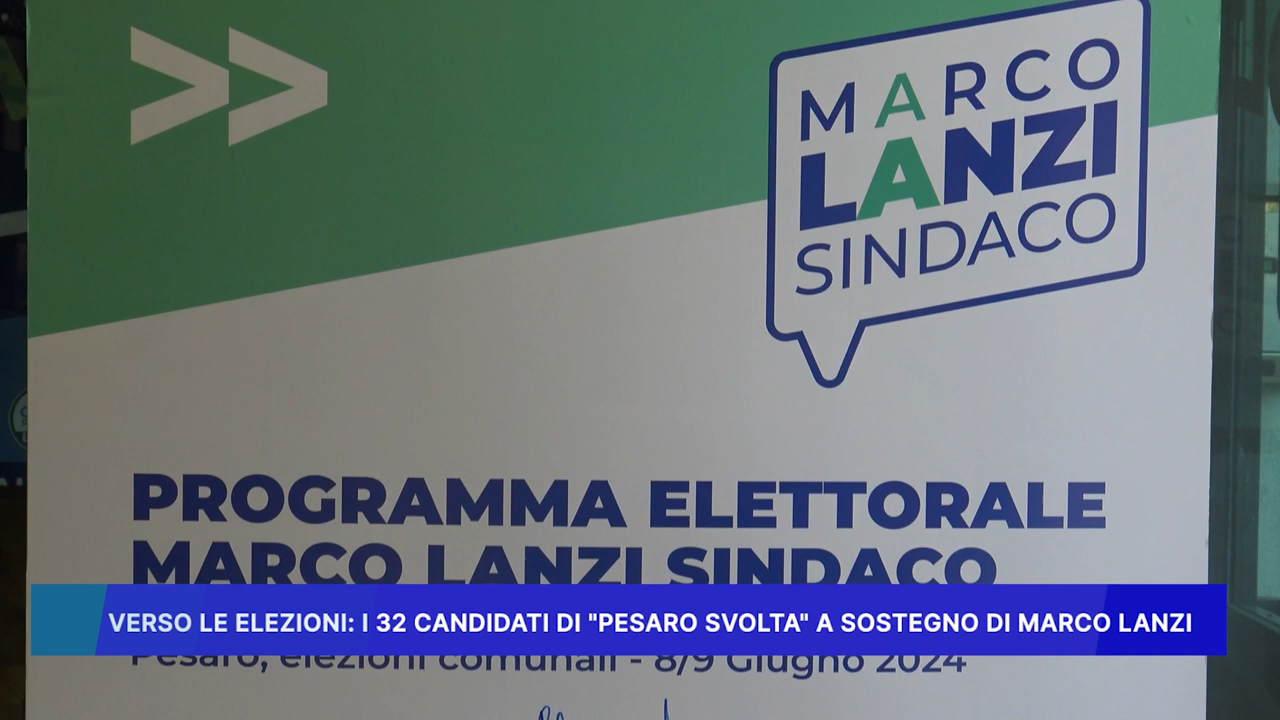 MARCO
LANZI
SINDACO
PROGRAMMA ELETTORALE
MARCO LANZI SINDACO
VERSO LE ELEZIONI: I 32 CANDIDATI DI "PESARO SVOLTA" A SOSTEGNO DI MARCO LANZI
Pesaro, elezioni comunali - 8/9 Giugno 2024